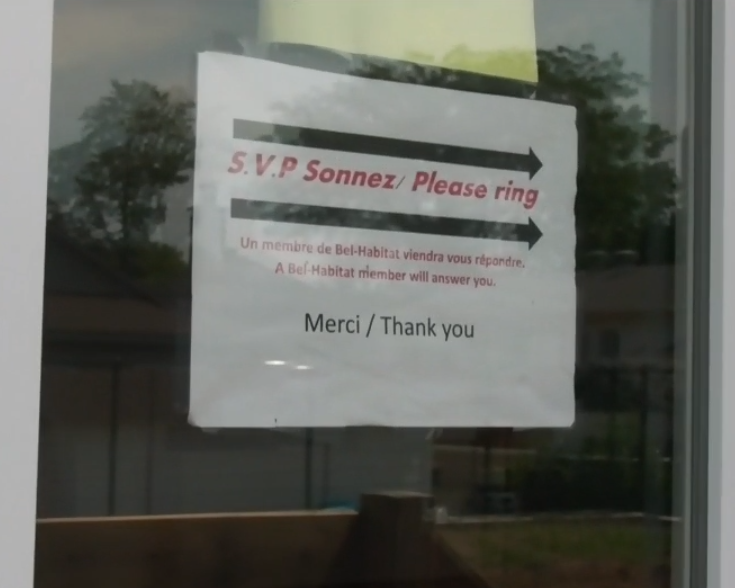 S.V.P Sonnez/ Please ring
Un membre de Bel-Habitat viendra vous répondre.
A Bel-Habitat member will answer you.
Merci / Thank you